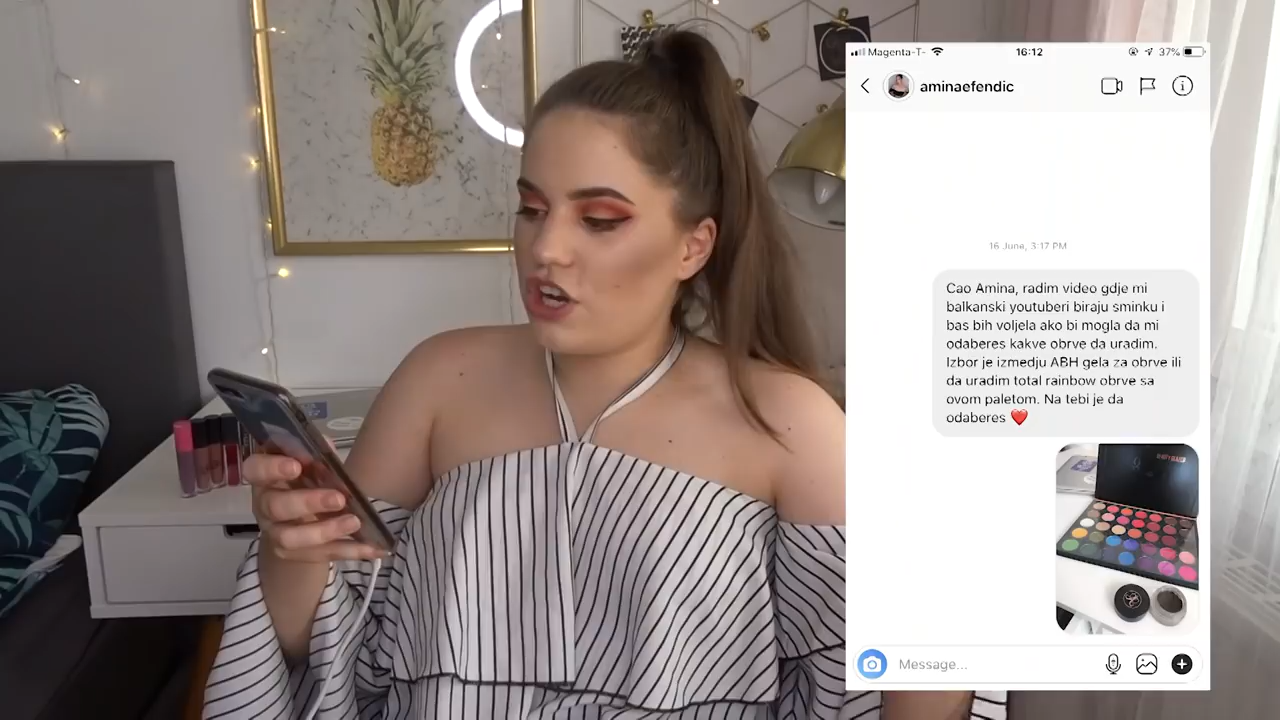 Magenta-T-
16:12
37%
aminaefendic
16 June, 3:17 PM
Cao Amina, radim video gdje mi
balkanski youtuberi biraju sminku i
bas bih voljela ako bi mogla da mi
odaberes kakve obrve da uradim.
Izbor je izmedju ABH gela za obrve ili
da uradim total rainbow obrve sa
ovom paletom. Na tebi je da
odaberes ❤️
Message...